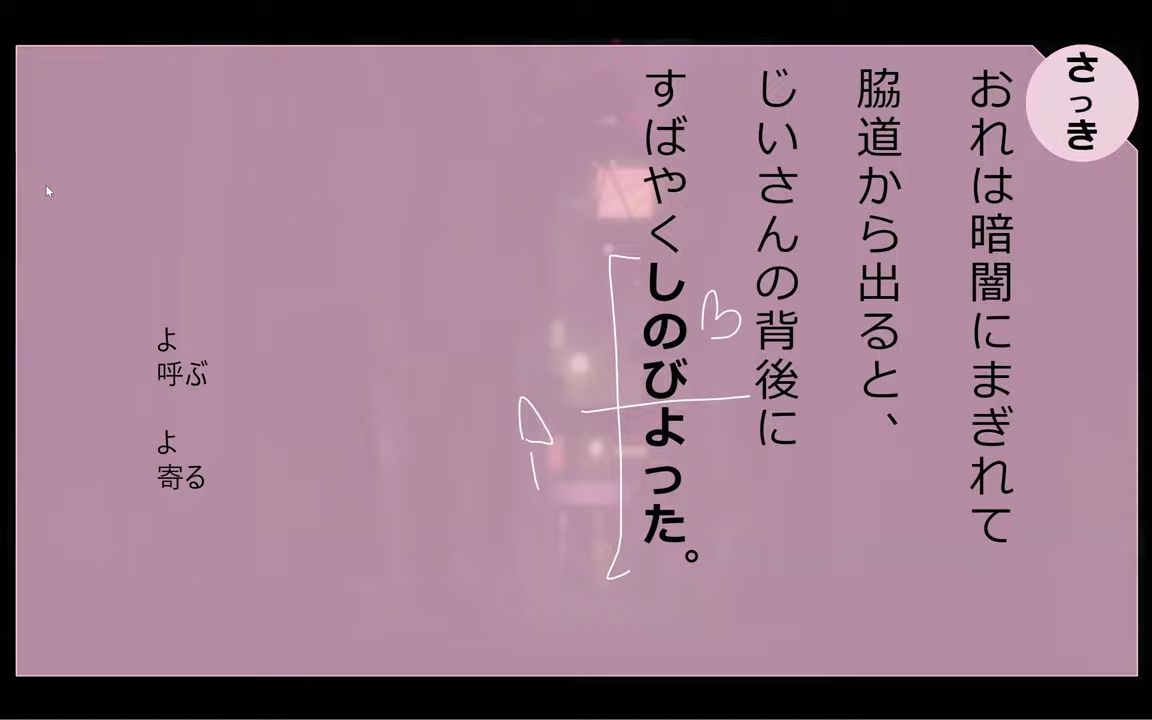 さっき
おれは暗闇にまぎれて
脇道から出ると、
じいさんの背後に
すばやくしのびよった。
よ
呼ぶ
よ
寄る